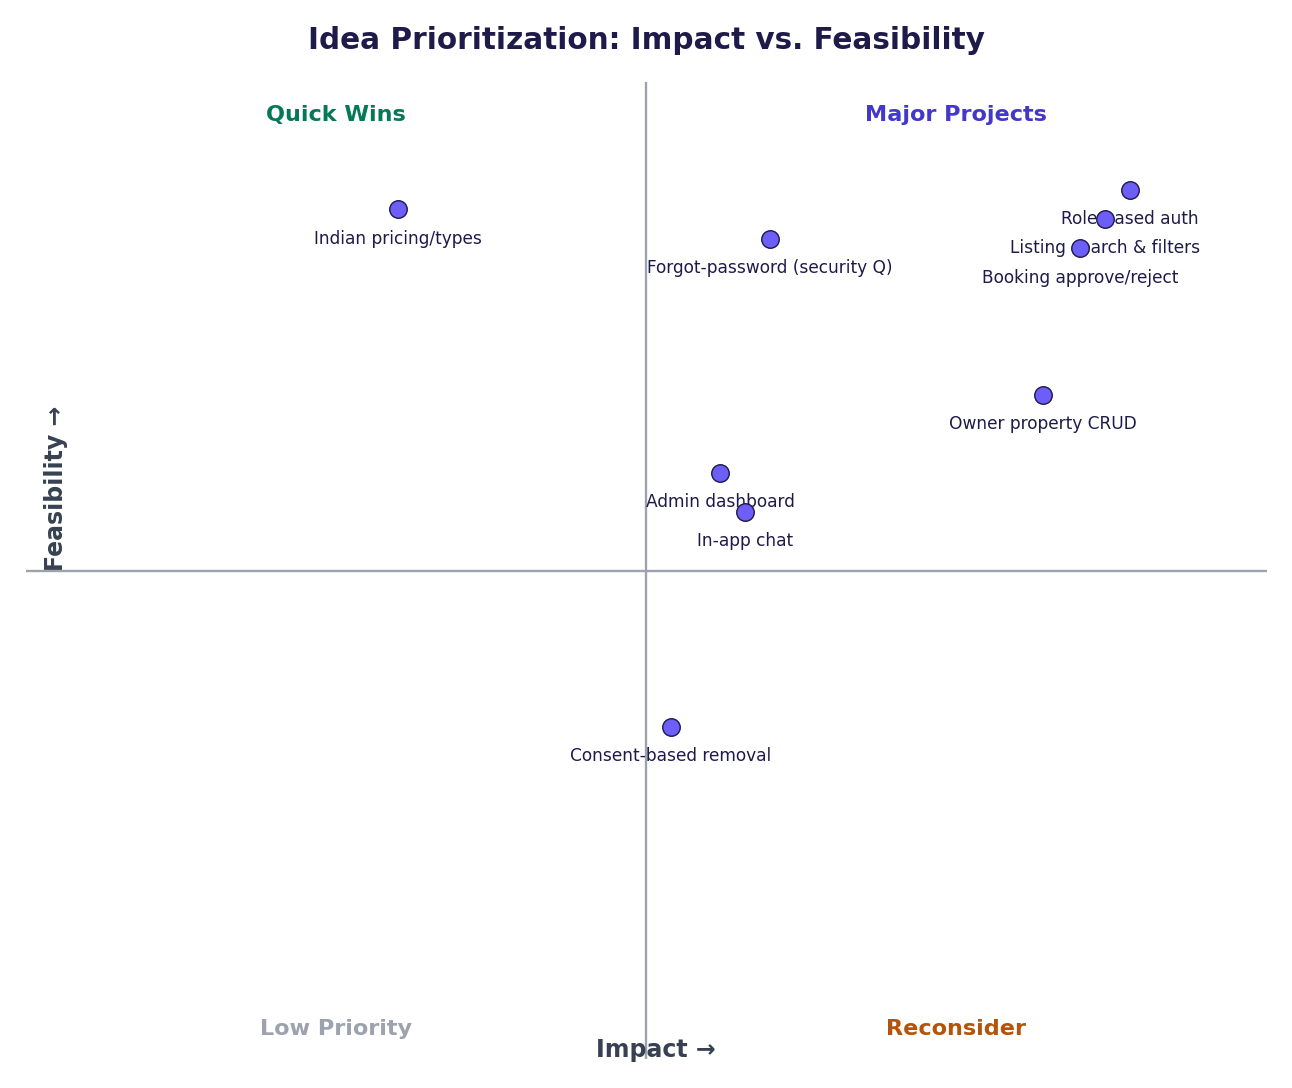 Idea Prioritization: Impact vs. Feasibility
Quick Wins
Major Projects
Indian pricing/types
Role ased auth
Forgot-password (security Q)
Listing arch & filters
Booking approve/reject
Owner property CRUD
Feasibility →
Admin dashboard
In-app chat
Consent-based removal
Low Priority
Reconsider
Impact →